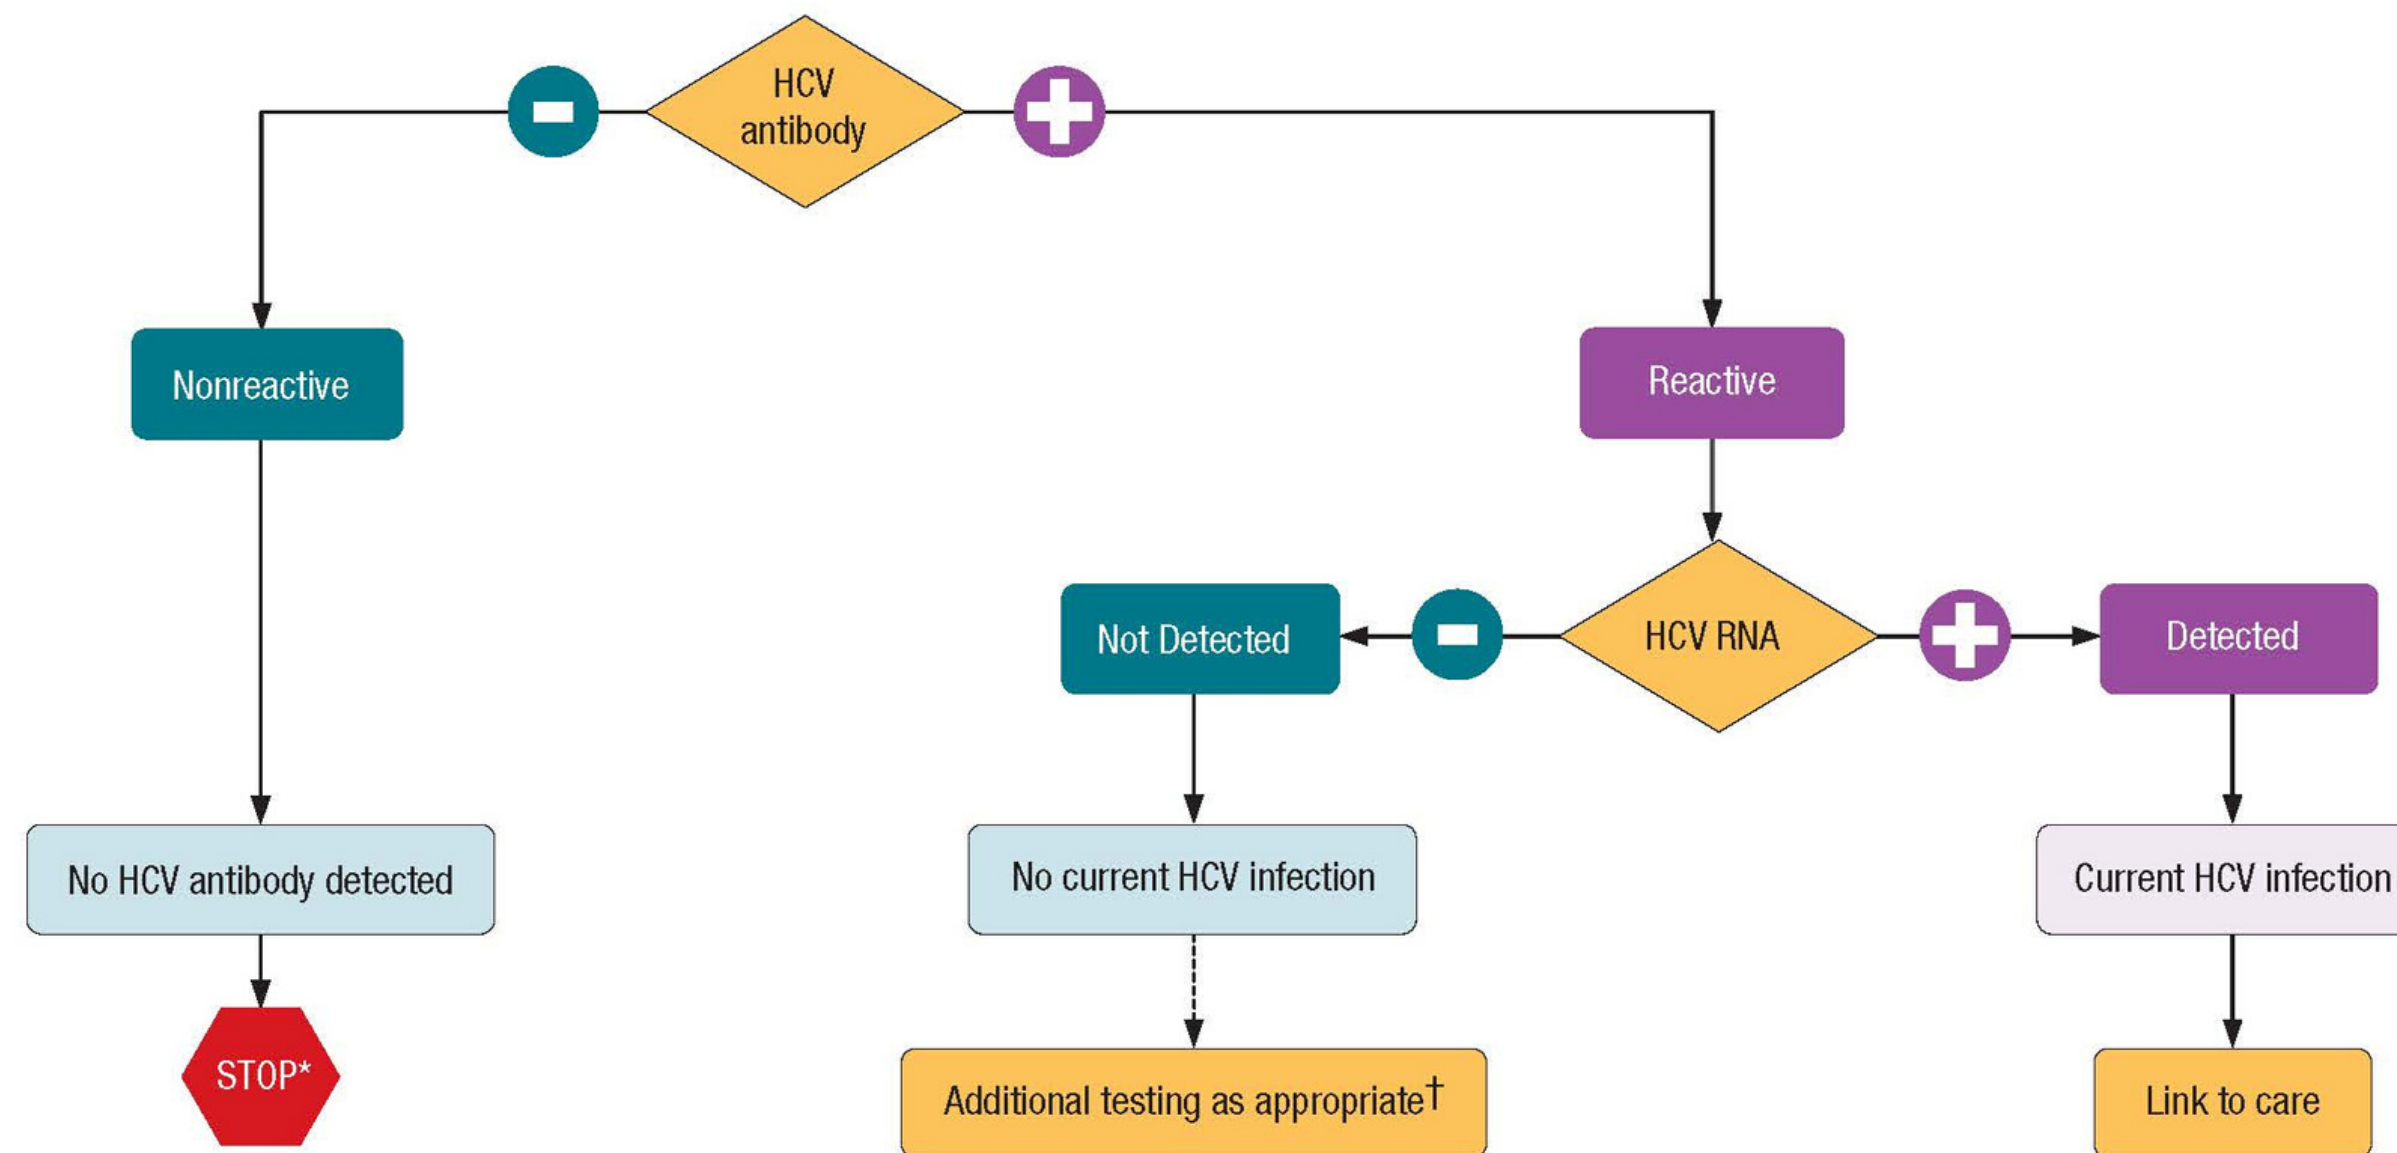 HCV
antibody
Nonreactive
Reactive
Not Detected
HCV RNA
Detected
No HCV antibody detected
No current HCV infection
Current HCV infection
STOP*
Additional testing as appropriate†
Link to care